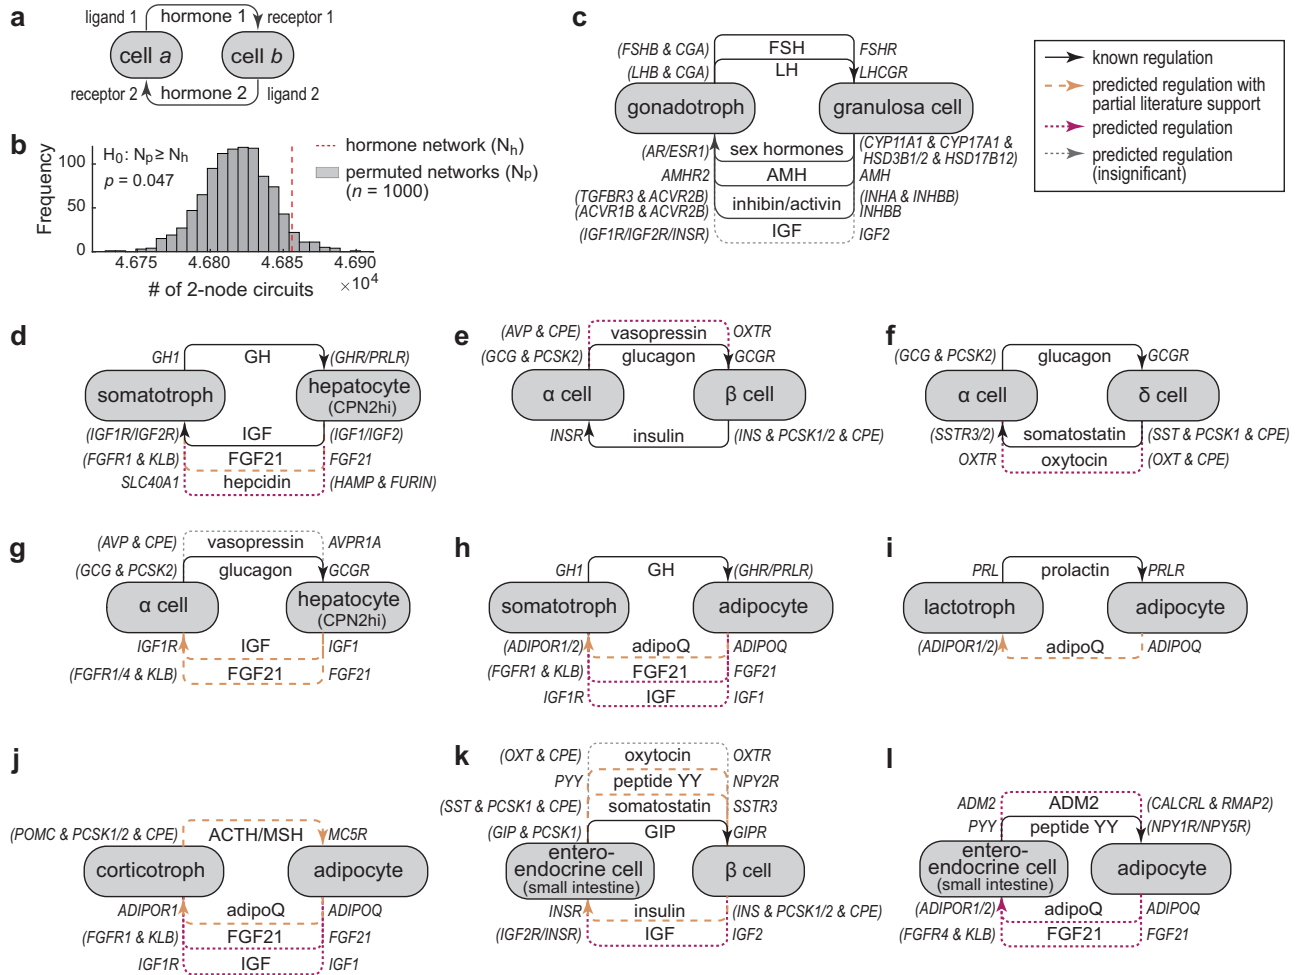 a
ligand 1
hormone 1
receptor 1
cell a
cell b
receptor 2
hormone 2
ligand 2
b
H0: Np ≥ Nh
p = 0.047
Frequency
100
50
0
4.675
4.680
4.685
4.690
×10⁴
# of 2-node circuits
hormone network (Nh)
permuted networks (Np)
(n = 1000)
c
(FSHB & CGA)
FSH
FSHR
(LHB & CGA)
LH
LHCGR
gonadotroph
granulosa cell
(AR/ESR1)
sex hormones
(CYP11A1 & CYP17A1 &
HSD3B1/2 & HSD17B12)
AMHR2
AMH
AMH
(TGFBR3 & ACVR2B)
(INHA & INHBB)
inhibin/activin
(ACVR1B & ACVR2B)
INHBB
(IGF1R/IGF2R/INSR)
IGF
IGF2
known regulation
predicted regulation with
partial literature support
predicted regulation
predicted regulation
(insignificant)
d
GH1
GH
(GHR/PRLR)
somatotroph
hepatocyte
(CPN2hi)
(IGF1R/IGF2R)
IGF
(IGF1/IGF2)
(FGFR1 & KLB)
FGF21
FGF21
SLC40A1
hepcidin
(HAMP & FURIN)
e
(AVP & CPE)
vasopressin
OXTR
(GCG & PCSK2)
glucagon
GCGR
α cell
β cell
INSR
insulin
(INS & PCSK1/2 & CPE)
f
(GCG & PCSK2)
glucagon
GCGR
α cell
δ cell
(SSTR3/2)
somatostatin
(SST & PCSK1 & CPE)
OXTR
oxytocin
(OXT & CPE)
g
(AVP & CPE)
vasopressin
AVPR1A
(GCG & PCSK2)
glucagon
GCGR
α cell
hepatocyte
(CPN2hi)
IGF1R
IGF
IGF1
(FGFR1/4 & KLB)
FGF21
FGF21
h
GH1
GH
(GHR/PRLR)
somatotroph
adipocyte
(ADIPOR1/2)
adipoQ
ADIPOQ
(FGFR1 & KLB)
FGF21
FGF21
IGF1R
IGF
IGF1
i
PRL
prolactin
PRLR
lactotroph
adipocyte
(ADIPOR1/2)
adipoQ
ADIPOQ
j
(POMC & PCSK1/2 & CPE)
ACTH/MSH
MC5R
corticotroph
adipocyte
ADIPOR1
adipoQ
ADIPOQ
(FGFR1 & KLB)
FGF21
FGF21
IGF1R
IGF
IGF1
k
(OXT & CPE)
oxytocin
OXTR
PYY
peptide YY
NPY2R
(SST & PCSK1 & CPE)
somatostatin
SSTR3
(GIP & PCSK1)
GIP
GIPR
entero-
endocrine cell
(small intestine)
β cell
INSR
insulin
(INS & PCSK1/2 & CPE)
(IGF2R/INSR)
IGF
IGF2
l
ADM2
ADM2
(CALCRL & RMAP2)
PYY
peptide YY
(NPY1R/NPY5R)
entero-
endocrine cell
(small intestine)
adipocyte
(ADIPOR1/2)
adipoQ
ADIPOQ
(FGFR4 & KLB)
FGF21
FGF21